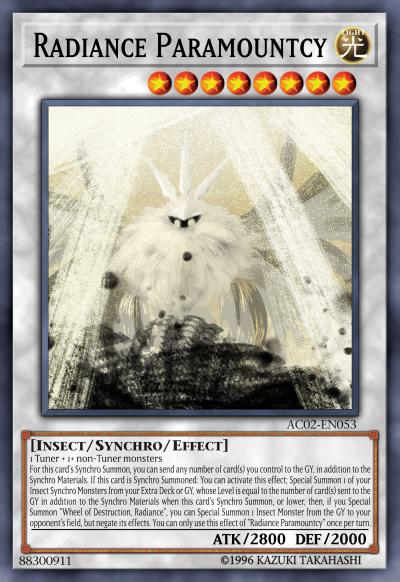 RADIANCE PARAMOUNTCY
LIGHT
光
AC02-EN053
[INSECT/SYNCHRO/EFFECT]
1 Tuner + 1+ non-Tuner monsters
For this card's Synchro Summon, you can send any number of card(s) you control to the GY, in addition to the
Synchro Materials. If this card is Synchro Summoned: You can activate this effect; Special Summon 1 of your
Insect Synchro Monsters from your Extra Deck or GY, whose Level is equal to the number of card(s) sent to the
GY in addition to the Synchro Materials when this card's Synchro Summon, or lower, then, if you Special
Summon "Wheel of Destruction, Radiance", you can Special Summon 1 Insect Monster from the GY to your
opponent's field, but negate its effects. You can only use this effect of "Radiance Paramountcy" once per turn.
ATK/2800 DEF/2000
88300911
©1996 KAZUKI TAKAHASHI